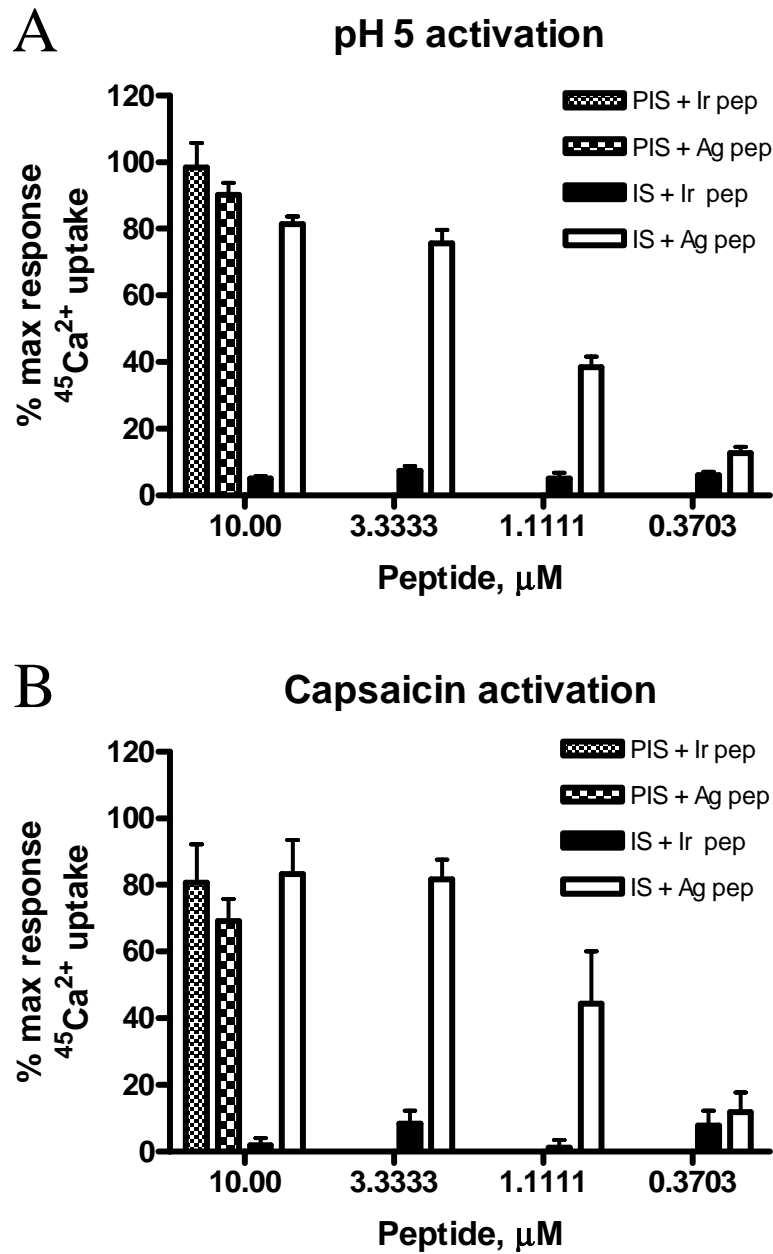 A
pH 5 activation
120
100
80
60
40
20
0
% max response
⁴⁵Ca²⁺ uptake
PIS + Ir pep
PIS + Ag pep
IS + Ir pep
IS + Ag pep
10.00 3.3333 1.1111 0.3703
Peptide, μM
B
Capsaicin activation
120
100
80
60
40
20
0
% max response
⁴⁵Ca²⁺ uptake
PIS + Ir pep
PIS + Ag pep
IS + Ir pep
IS + Ag pep
10.00 3.3333 1.1111 0.3703
Peptide, μM